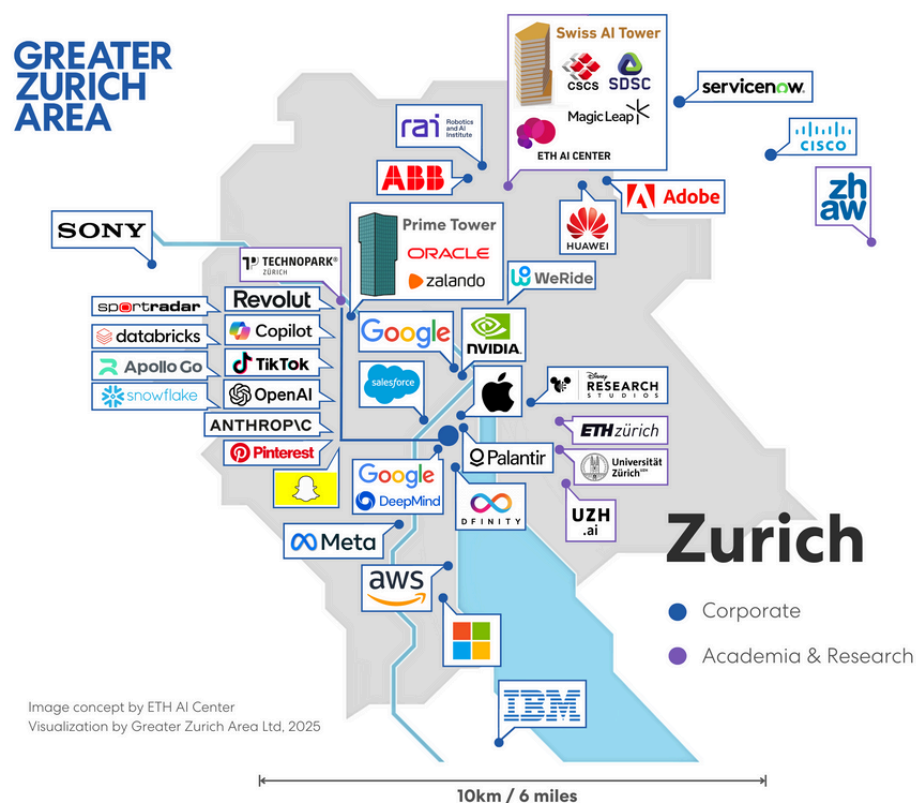 GREATER
ZURICH
AREA
Swiss AI Tower
CSCS
SDSC
Magic Leap
ETH AI CENTER
servicenow.
CISCO
zh
aw
rai Robotics
and AI
Institute
ABB
Adobe
HUAWEI
SONY
TECHNOPARK®
ZÜRICH
Prime Tower
ORACLE
zalando
WeRide
sportradar
Revolut
databricks
Copilot
Apollo Go
TikTok
snowflake
OpenAI
ANTHROP\C
Pinterest
Google
NVIDIA.
salesforce
Disney
RESEARCH
STUDIOS
ETH zürich
Palantir
Universität
Zürich UZH
Google
DeepMind
DFINITY
UZH
.ai
Meta
aws
IBM
Zurich
Corporate
Academia & Research
Image concept by ETH AI Center
Visualization by Greater Zurich Area Ltd, 2025
10km / 6 miles